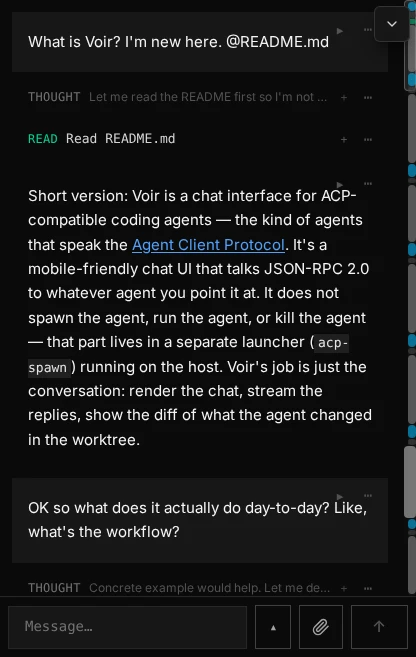 What is Voir? I'm new here. @README.md
THOUGHT Let me read the README first so I'm not ...
READ Read README.md
Short version: Voir is a chat interface for ACP-
compatible coding agents — the kind of agents
that speak the Agent Client Protocol. It's a
mobile-friendly chat UI that talks JSON-RPC 2.0
to whatever agent you point it at. It does not
spawn the agent, run the agent, or kill the agent
— that part lives in a separate launcher (acp-
spawn) running on the host. Voir's job is just the
conversation: render the chat, stream the
replies, show the diff of what the agent changed
in the worktree.
OK so what does it actually do day-to-day? Like,
what's the workflow?
THOUGHT Concrete example would help. Let me de...
Message…